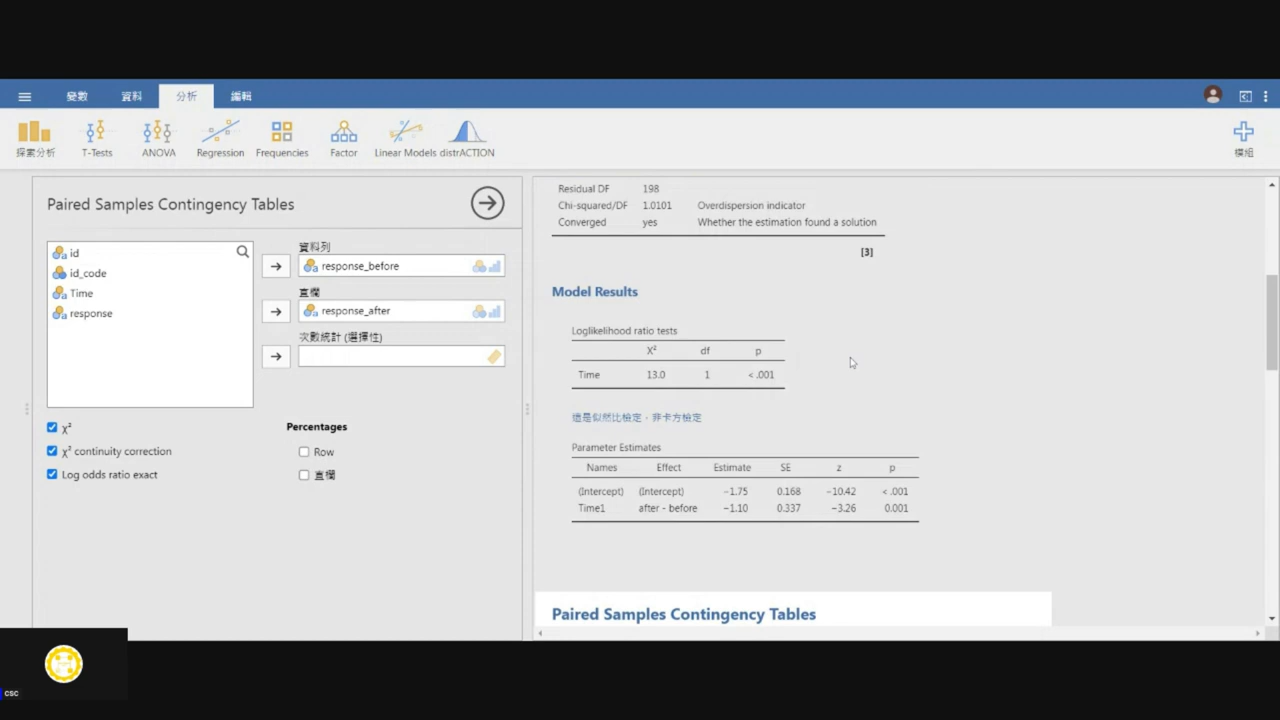 變數 資料 分析 編輯
探索分析 T-Tests ANOVA Regression Frequencies Factor Linear Models distrACTION 模組
Paired Samples Contingency Tables
id
id_code
Time
response
資料列
response_before
直欄
response_after
次數統計 (選擇性)
χ²
χ² continuity correction
Log odds ratio exact
Percentages
Row
直欄
Residual DF 198
Chi-squared/DF 1.0101 Overdispersion indicator
Converged yes Whether the estimation found a solution
[3]
Model Results
Loglikelihood ratio tests
X² df p
Time 13.0 1 < .001
這是似然比檢定,非卡方檢定
Parameter Estimates
Names Effect Estimate SE z p
(Intercept) (Intercept) −1.75 0.168 −10.42 < .001
Time1 after - before −1.10 0.337 −3.26 0.001
Paired Samples Contingency Tables
csc